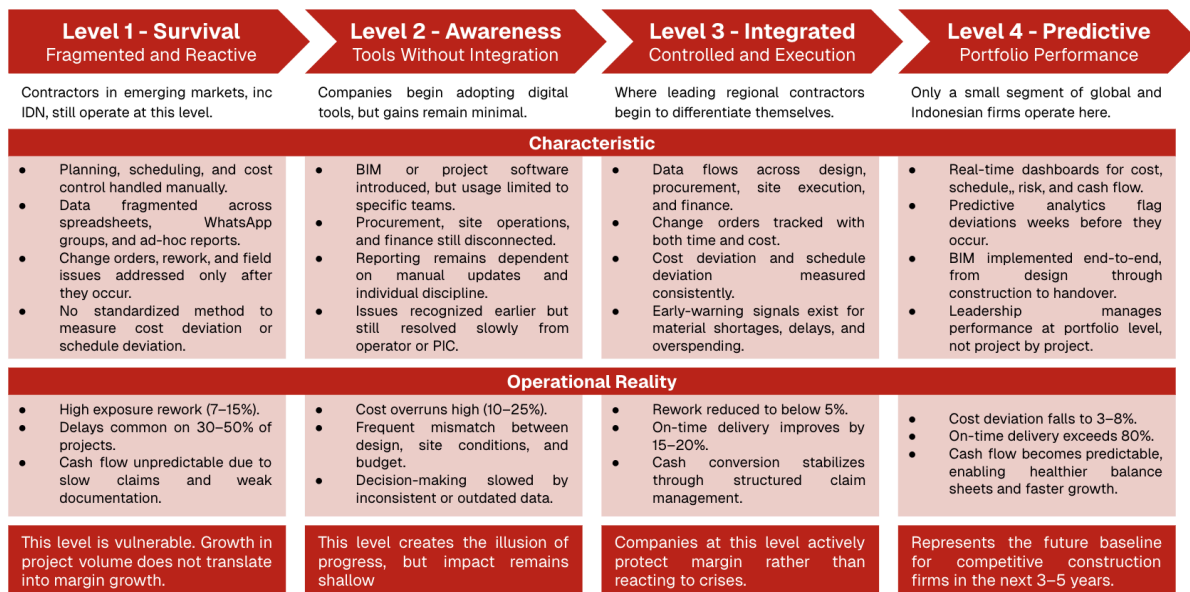 Level 1 - Survival
Fragmented and Reactive
Level 2 - Awareness
Tools Without Integration
Level 3 - Integrated
Controlled and Execution
Level 4 - Predictive
Portfolio Performance
Contractors in emerging markets, inc
IDN, still operate at this level.
Companies begin adopting digital
tools, but gains remain minimal.
Where leading regional contractors
begin to differentiate themselves.
Only a small segment of global and
Indonesian firms operate here.
Characteristic
● Planning, scheduling, and cost
control handled manually.
● Data fragmented across
spreadsheets, WhatsApp
groups, and ad-hoc reports.
● Change orders, rework, and field
issues addressed only after
they occur.
● No standardized method to
measure cost deviation or
schedule deviation.
● BIM or project software
introduced, but usage limited to
specific teams.
● Procurement, site operations,
and finance still disconnected.
● Reporting remains dependent
on manual updates and
individual discipline.
● Issues recognized earlier but
still resolved slowly from
operator or PIC.
● Data flows across design,
procurement, site execution,
and finance.
● Change orders tracked with
both time and cost.
● Cost deviation and schedule
deviation measured
consistently.
● Early-warning signals exist for
material shortages, delays, and
overspending.
● Real-time dashboards for cost,
schedule,, risk, and cash flow.
● Predictive analytics flag
deviations weeks before they
occur.
● BIM implemented end-to-end,
from design through
construction to handover.
● Leadership manages
performance at portfolio level,
not project by project.
Operational Reality
● High exposure rework (7–15%).
● Delays common on 30–50% of
projects.
● Cash flow unpredictable due to
slow claims and weak
documentation.
● Cost overruns high (10–25%).
● Frequent mismatch between
design, site conditions, and
budget.
● Decision-making slowed by
inconsistent or outdated data.
● Rework reduced to below 5%.
● On-time delivery improves by
15–20%.
● Cash conversion stabilizes
through structured claim
management.
● Cost deviation falls to 3–8%.
● On-time delivery exceeds 80%.
● Cash flow becomes predictable,
enabling healthier balance
sheets and faster growth.
This level is vulnerable. Growth in
project volume does not translate
into margin growth.
This level creates the illusion of
progress, but impact remains
shallow
Companies at this level actively
protect margin rather than
reacting to crises.
Represents the future baseline
for competitive construction
firms in the next 3–5 years.